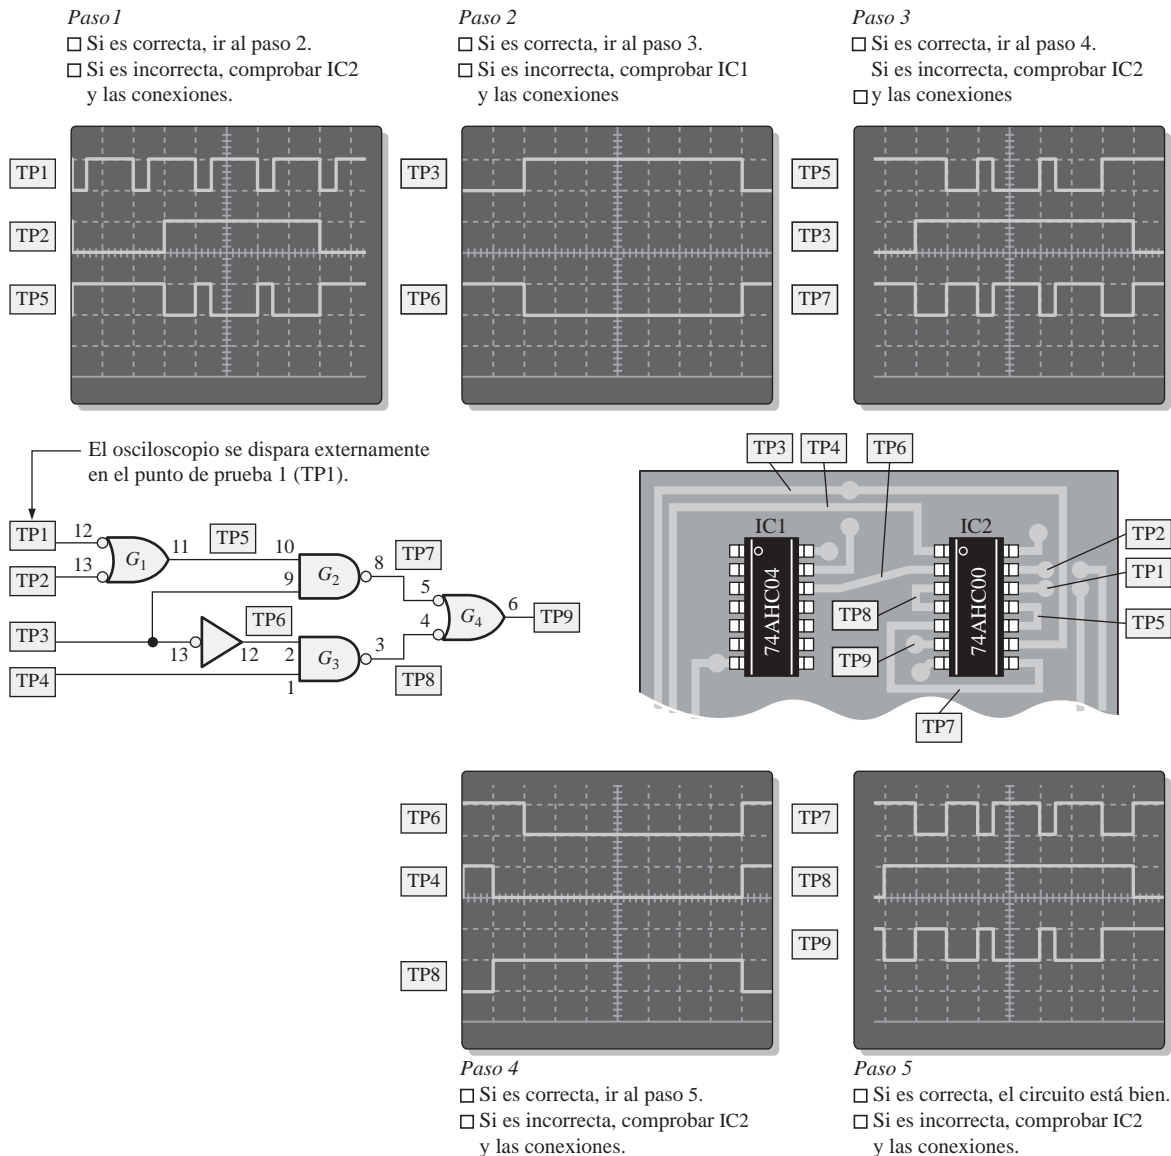 Paso1
□ Si es correcta, ir al paso 2.
□ Si es incorrecta, comprobar IC2
y las conexiones.
Paso 2
□ Si es correcta, ir al paso 3.
□ Si es incorrecta, comprobar IC1
y las conexiones
Paso 3
□ Si es correcta, ir al paso 4.
Si es incorrecta, comprobar IC2
□ y las conexiones
TP1
TP2
TP5
TP3
TP6
TP5
TP3
TP7
El osciloscopio se dispara externamente
en el punto de prueba 1 (TP1).
TP1
12
TP2
13
G1
11
TP5
10
9
G2
8
TP7
5
4
G4
6
TP9
TP3
13
12
TP6
2
TP4
1
G3
3
TP8
TP3
TP4
TP6
IC1
74AHC04
IC2
74AHC00
TP2
TP1
TP8
TP5
TP9
TP7
TP6
TP4
TP8
TP7
TP8
TP9
Paso 4
□ Si es correcta, ir al paso 5.
□ Si es incorrecta, comprobar IC2
y las conexiones.
Paso 5
□ Si es correcta, el circuito está bien.
□ Si es incorrecta, comprobar IC2
y las conexiones.